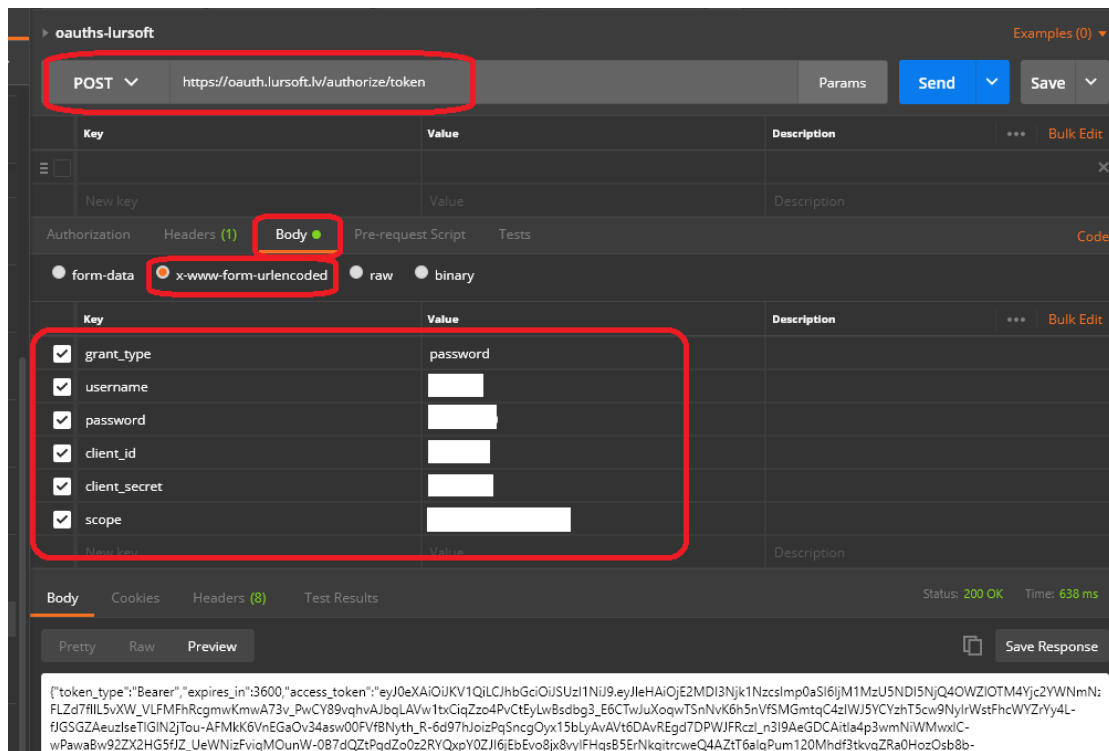 oauths-lursoft Examples (0)
POST https://oauth.lursoft.lv/authorize/token Params Send Save
Key Value Description ••• Bulk Edit
New key Value Description
Authorization Headers (1) Body Pre-request Script Tests Code
form-data x-www-form-urlencoded raw binary
Key Value Description ••• Bulk Edit
grant_type password
username
password
client_id
client_secret
scope
New key Value Description
Body Cookies Headers (8) Test Results Status: 200 OK Time: 638 ms
Pretty Raw Preview Save Response
{"token_type":"Bearer","expires_in":3600,"access_token":